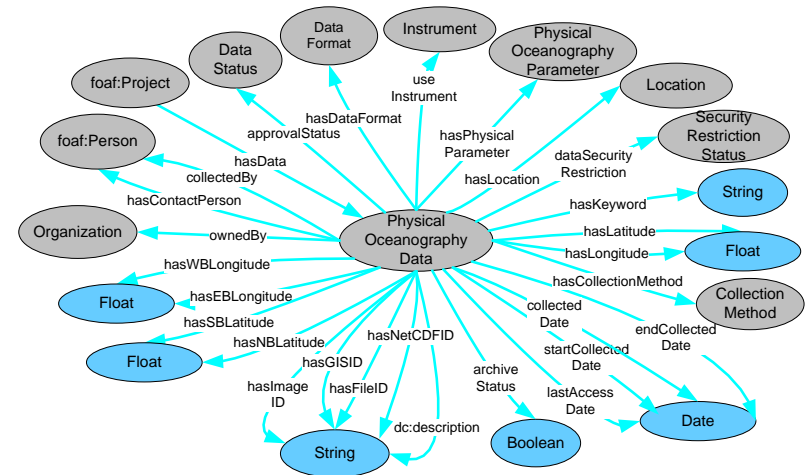 Data
Format
Instrument
Physical
Oceanography
Parameter
Data
Status
foaf:Project
Location
use
Instrument
hasDataFormat
approvalStatus
Security
Restriction
Status
foaf:Person
hasPhysical
Parameter
dataSecurity
Restriction
hasData
collectedBy
hasLocation
hasContactPerson
hasKeyword
String
Physical
Oceanography
Data
Organization
ownedBy
hasLatitude
hasLongitude
Float
hasWBLongitude
hasCollectionMethod
Float
hasEBLongitude
Collection
Method
hasSBLatitude
collected
Date
endCollected
Date
hasNetCDFID
hasNBLatitude
Float
startCollected
Date
hasGISID
hasImage
ID
hasFileID
archive
Status
lastAccess
Date
dc:description
Date
String
Boolean